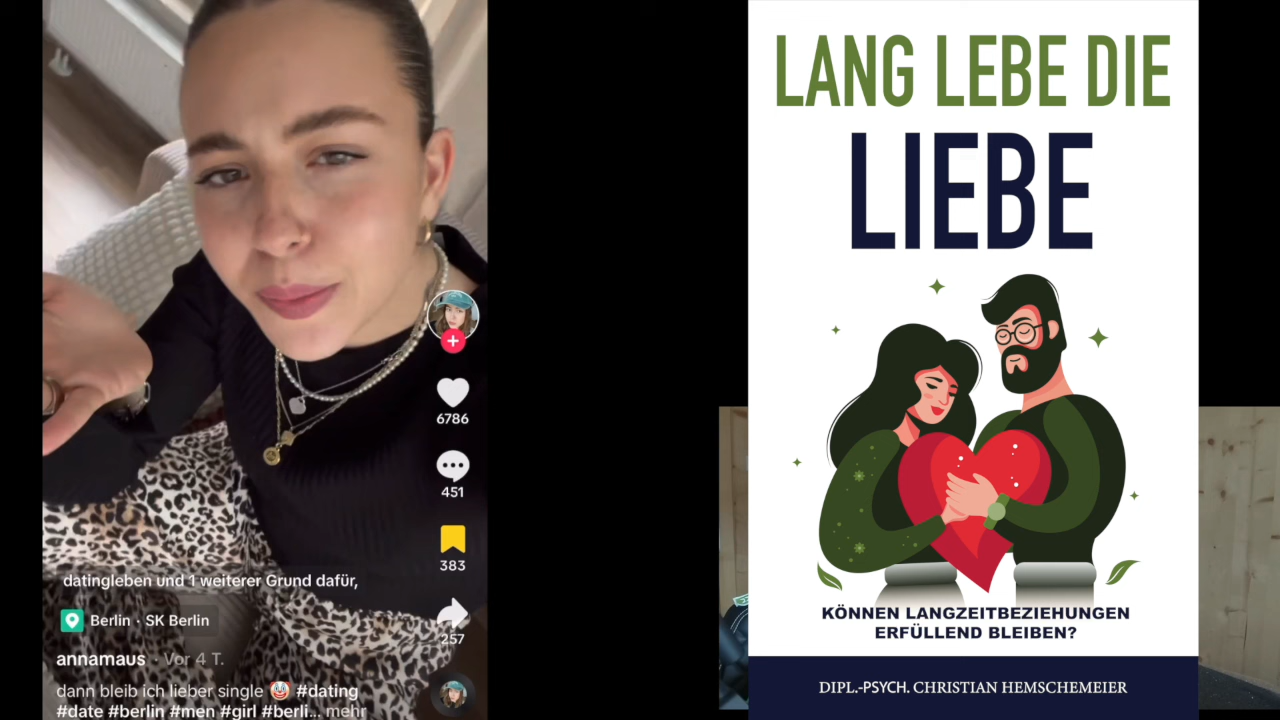 6786
451
383
257
datingleben und 1 weiterer Grund dafür,
Berlin · SK Berlin
annamaus · Vor 4 T.
dann bleib ich lieber single 🤡 #dating
#date #berlin #men #girl #berli... mehr
LANG LEBE DIE
LIEBE
KÖNNEN LANGZEITBEZIEHUNGEN
ERFÜLLEND BLEIBEN?
DIPL.-PSYCH. CHRISTIAN HEMSCHEMEIER